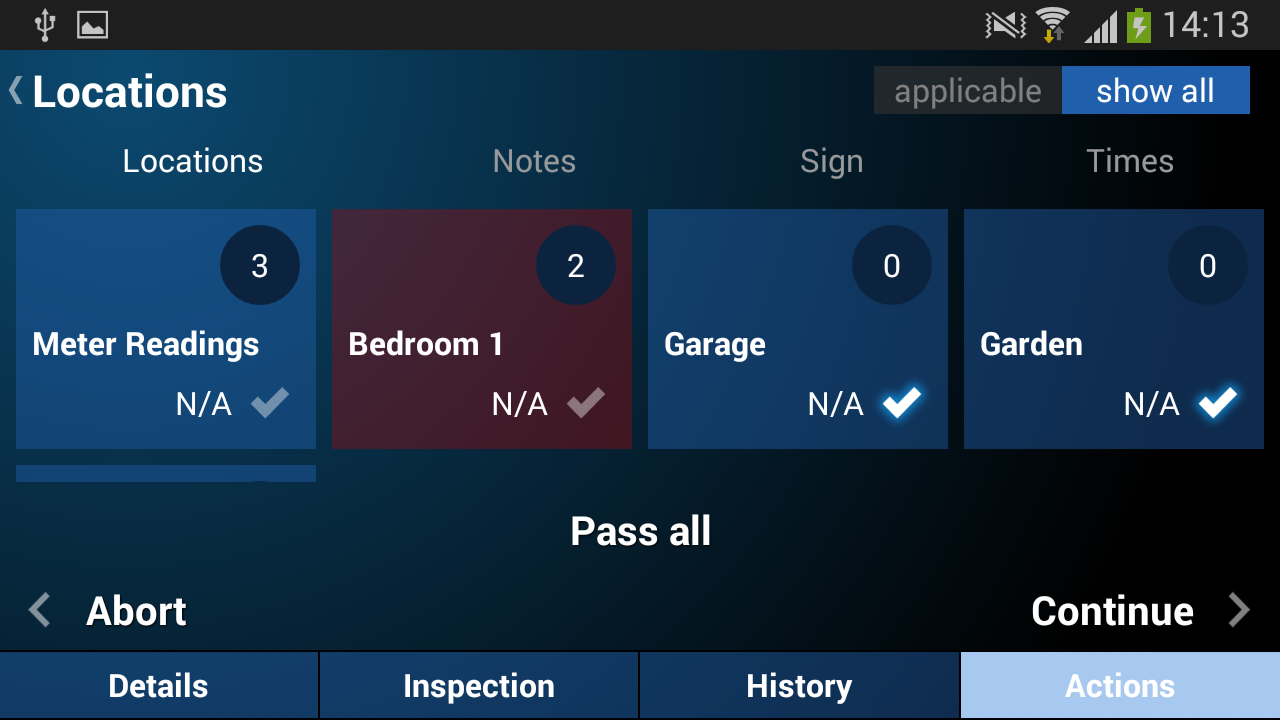 14:13
Locations
applicable show all
Locations Notes Sign Times
3 2 0 0
Meter Readings Bedroom 1 Garage Garden
N/A N/A N/A N/A
Pass all
Abort Continue
Details Inspection History Actions